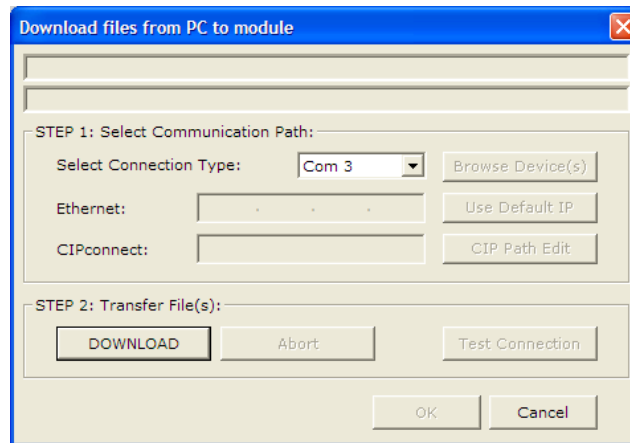 Download files from PC to module
STEP 1: Select Communication Path:
Select Connection Type: Com 3 Browse Device(s)
Ethernet: . . . Use Default IP
CIPconnect: CIP Path Edit
STEP 2: Transfer File(s):
DOWNLOAD Abort Test Connection
OK Cancel